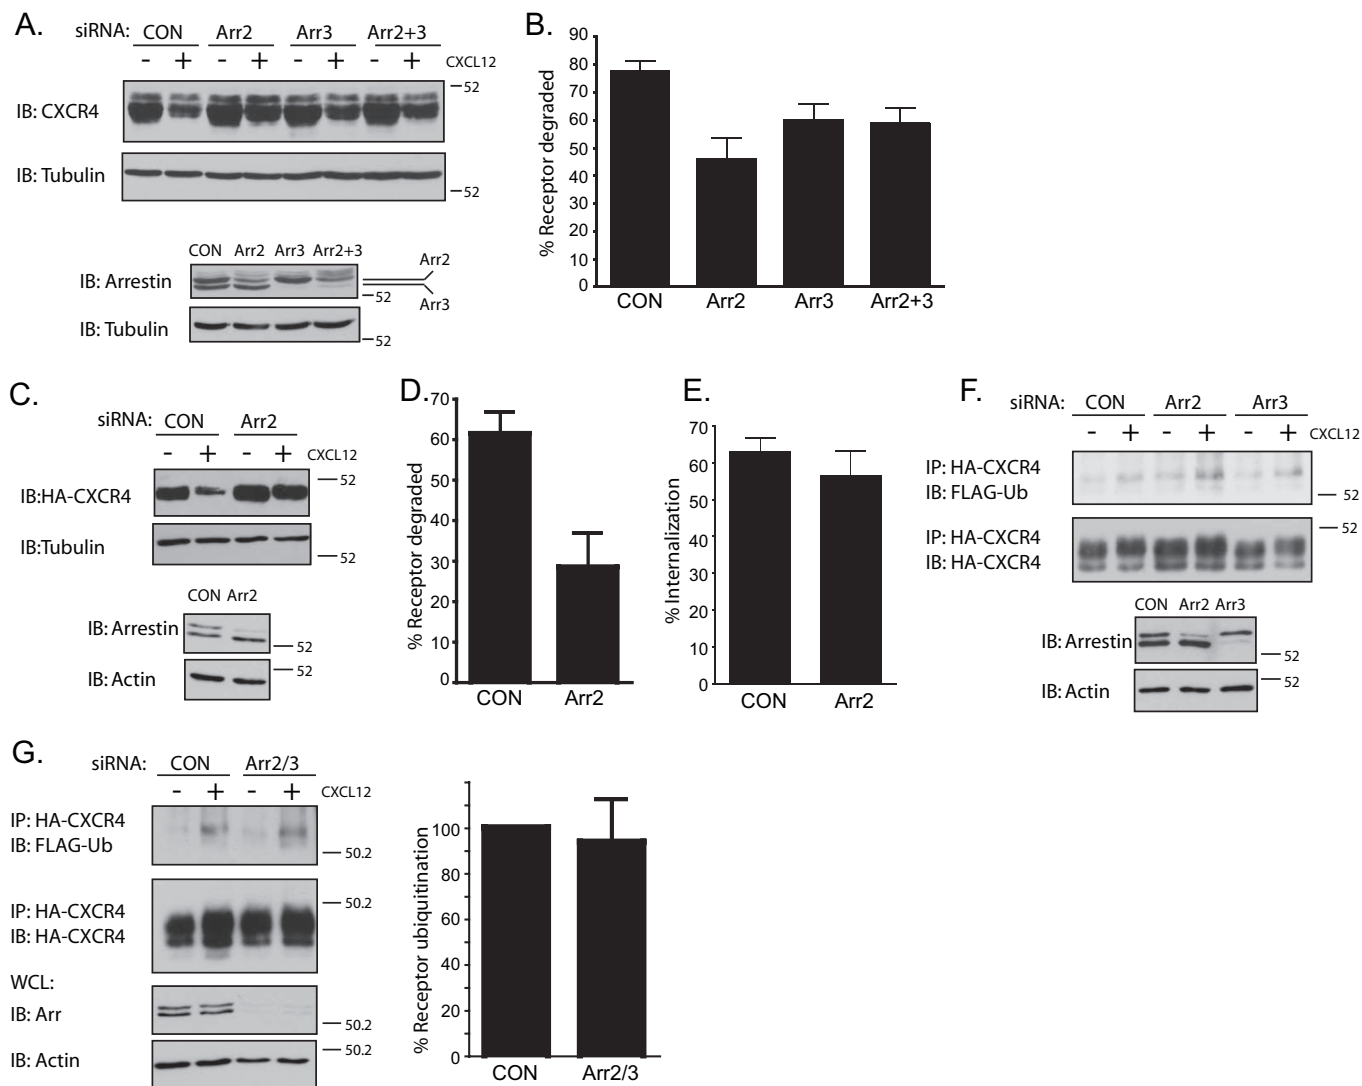 A.
siRNA: CON Arr2 Arr3 Arr2+3
- + - + - + - + CXCL12
IB: CXCR4
52
IB: Tubulin
52
CON Arr2 Arr3 Arr2+3
IB: Arrestin
Arr2
52
Arr3
IB: Tubulin
52
B.
% Receptor degraded
90
80
70
60
50
40
30
20
10
0
CON Arr2 Arr3 Arr2+3
C.
siRNA: CON Arr2
- + - + CXCL12
IB:HA-CXCR4
52
IB:Tubulin
52
CON Arr2
IB: Arrestin
52
IB: Actin
52
D.
% Receptor degraded
70
60
50
40
30
20
10
0
CON Arr2
E.
% Internalization
70
60
50
40
30
20
10
0
CON Arr2
F.
siRNA: CON Arr2 Arr3
- + - + - + CXCL12
IP: HA-CXCR4
IB: FLAG-Ub
52
IP: HA-CXCR4
IB: HA-CXCR4
52
CON Arr2 Arr3
IB: Arrestin
52
IB: Actin
52
G.
siRNA: CON Arr2/3
- + - + CXCL12
IP: HA-CXCR4
IB: FLAG-Ub
50.2
IP: HA-CXCR4
IB: HA-CXCR4
50.2
WCL:
IB: Arr
50.2
IB: Actin
50.2
% Receptor ubiquitination
100
80
60
40
20
0
CON Arr2/3